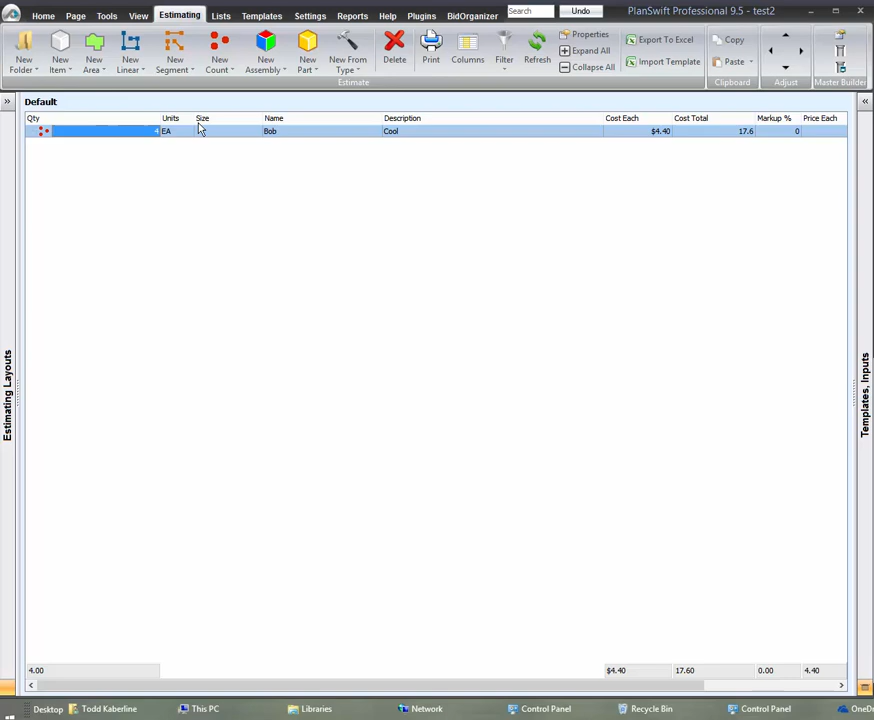 Home Page Tools View Estimating Lists Templates Settings Reports Help Plugins BidOrganizer Search Undo PlanSwift Professional 9.5 - test2
New Folder New Item New Area New Linear New Segment New Count New Assembly New Part New From Type Delete Print Columns Filter Refresh
Properties
Expand All
Collapse All
Export To Excel
Import Template
Copy
Paste
Estimate Clipboard Adjust Master Builder
Default
Qty Units Size Name Description Cost Each Cost Total Markup % Price Each
4 EA Bob Cool $4.40 17.6 0
Estimating Layouts
Templates, Inputs
4.00 $4.40 17.60 0.00 4.40
Desktop Todd Kaberline This PC Libraries Network Control Panel Recycle Bin Control Panel OneD